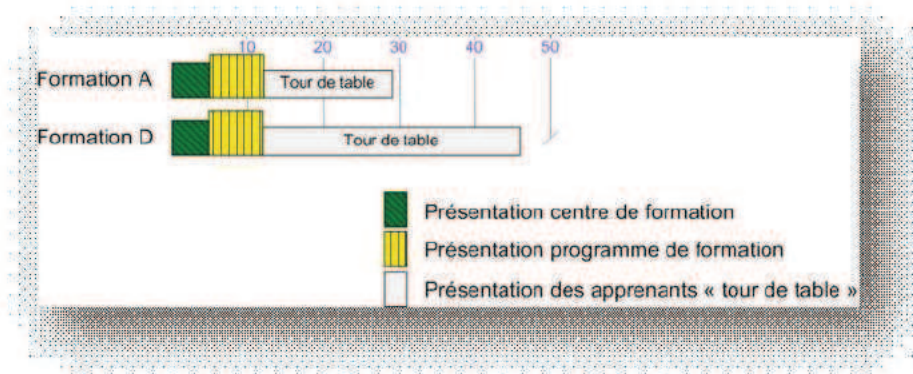 10 20 30 40 50
Formation A Tour de table
Formation D Tour de table
Présentation centre de formation
Présentation programme de formation
Présentation des apprenants « tour de table »